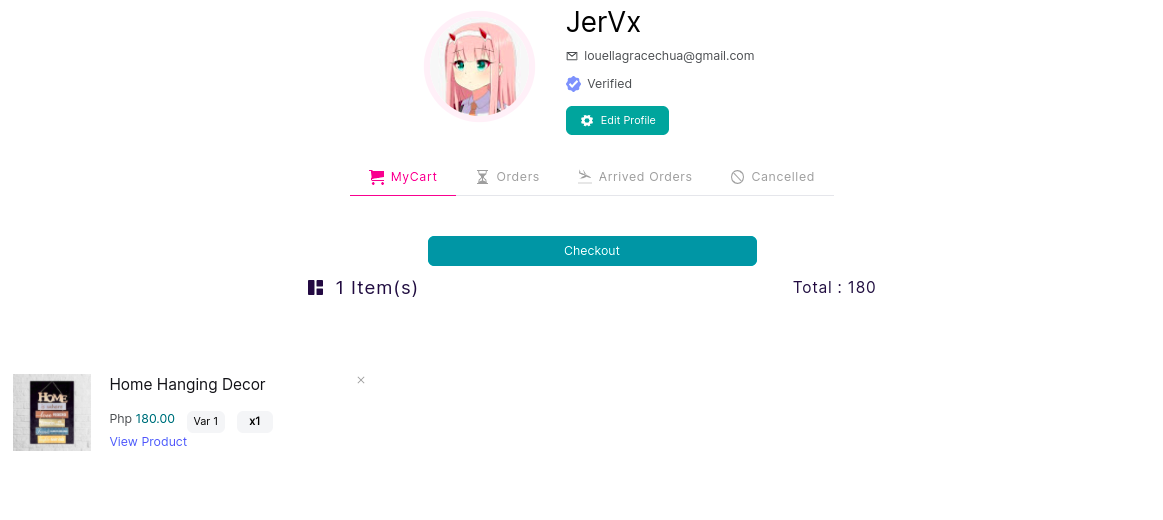 JerVx
louellagracechua@gmail.com
Verified
Edit Profile
MyCart Orders Arrived Orders Cancelled
Checkout
1 Item(s) Total : 180
Home Hanging Decor
Php 180.00 Var 1 x1
View Product
HOME